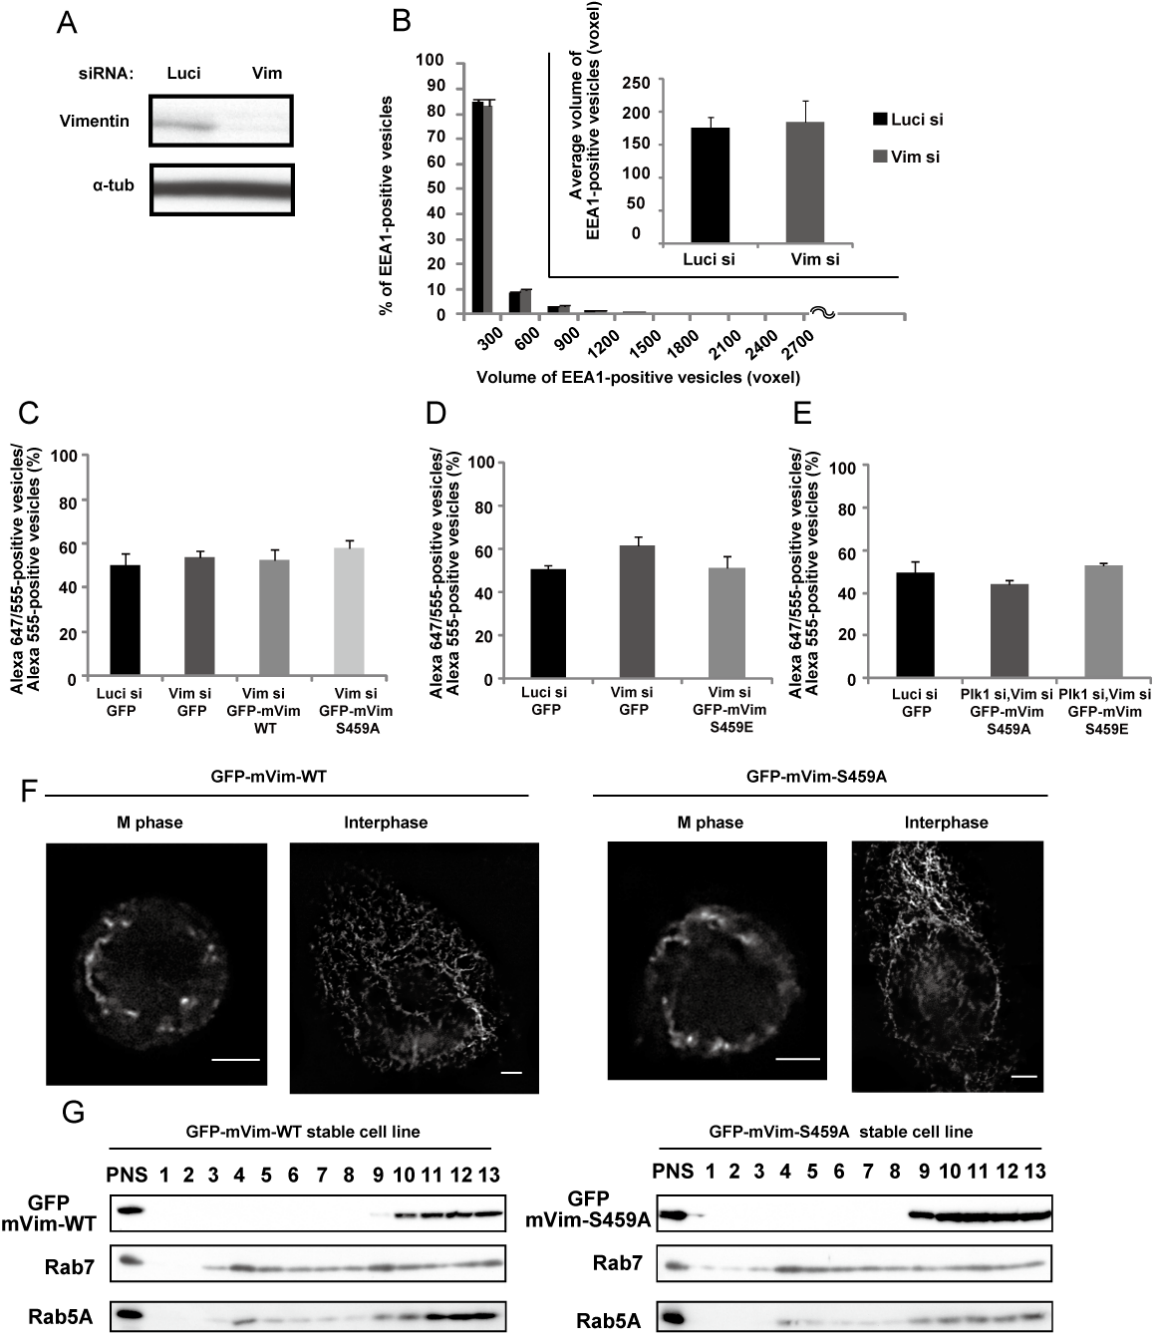 A
siRNA: Luci Vim
Vimentin
α-tub
B
% of EEA1-positive vesicles
100
90
80
70
60
50
40
30
20
10
0
300 600 900 1200 1500 1800 2100 2400 2700
Volume of EEA1-positive vesicles (voxel)
Average volume of
EEA1-positive vesicles (voxel)
250
200
150
100
50
0
Luci si Vim si
Luci si
Vim si
C
Alexa 647/555-positive vesicles/
Alexa 555-positive vesicles (%)
100
80
60
40
20
0
Luci si
GFP
Vim si
GFP
Vim si
GFP-mVim
WT
Vim si
GFP-mVim
S459A
D
Alexa 647/555-positive vesicles/
Alexa 555-positive vesicles (%)
100
80
60
40
20
0
Luci si
GFP
Vim si
GFP
Vim si
GFP-mVim
S459E
E
Alexa 647/555-positive vesicles/
Alexa 555-positive vesicles (%)
100
80
60
40
20
0
Luci si
GFP
Plk1 si,Vim si
GFP-mVim
S459A
Plk1 si,Vim si
GFP-mVim
S459E
F
GFP-mVim-WT
M phase Interphase
GFP-mVim-S459A
M phase Interphase
G
GFP-mVim-WT stable cell line
PNS 1 2 3 4 5 6 7 8 9 10 11 12 13
GFP
mVim-WT
Rab7
Rab5A
GFP-mVim-S459A stable cell line
PNS 1 2 3 4 5 6 7 8 9 10 11 12 13
GFP
mVim-S459A
Rab7
Rab5A